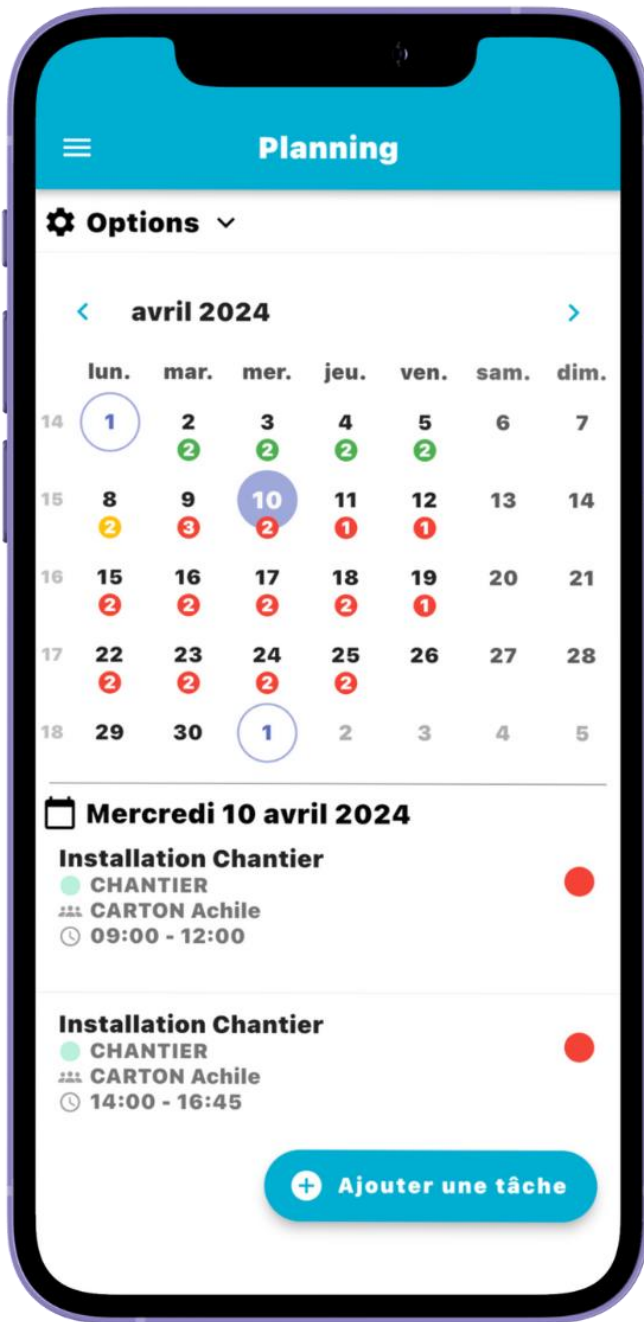 Planning
Options
avril 2024
lun. mar. mer. jeu. ven. sam. dim.
14 1 2 3 4 5 6 7
2 2 2 2
15 8 9 10 11 12 13 14
2 3 2 1 1
16 15 16 17 18 19 20 21
2 2 2 2 1
17 22 23 24 25 26 27 28
2 2 2 2
18 29 30 1 2 3 4 5
Mercredi 10 avril 2024
Installation Chantier
CHANTIER
CARTON Achile
09:00 - 12:00
Installation Chantier
CHANTIER
CARTON Achile
14:00 - 16:45
Ajouter une tâche